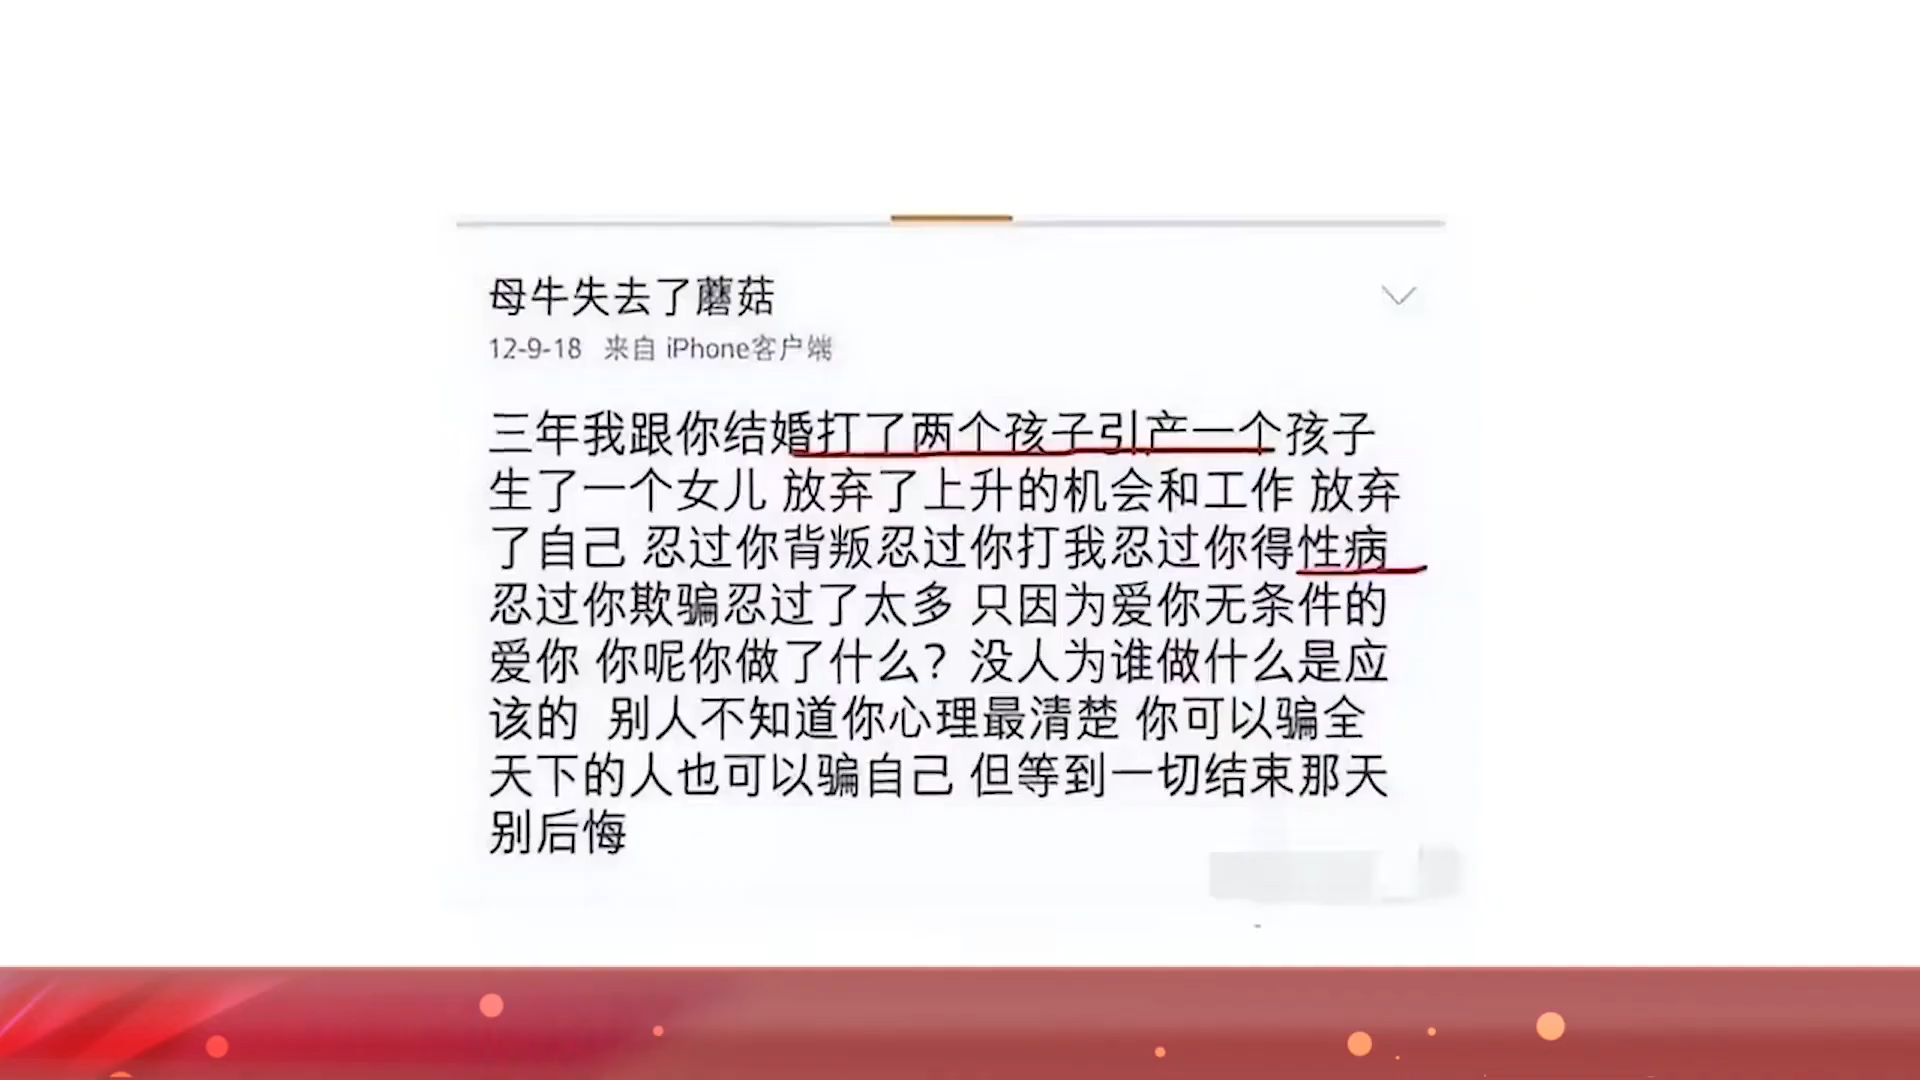 母牛失去了蘑菇
12-9-18 来自 iPhone客户端
三年我跟你结婚打了两个孩子引产一个孩子
生了一个女儿 放弃了上升的机会和工作 放弃
了自己 忍过你背叛忍过你打我忍过你得性病
忍过你欺骗忍过了太多 只因为爱你无条件的
爱你 你呢你做了什么？没人为谁做什么是应
该的 别人不知道你心理最清楚 你可以骗全
天下的人也可以骗自己 但等到一切结束那天
别后悔